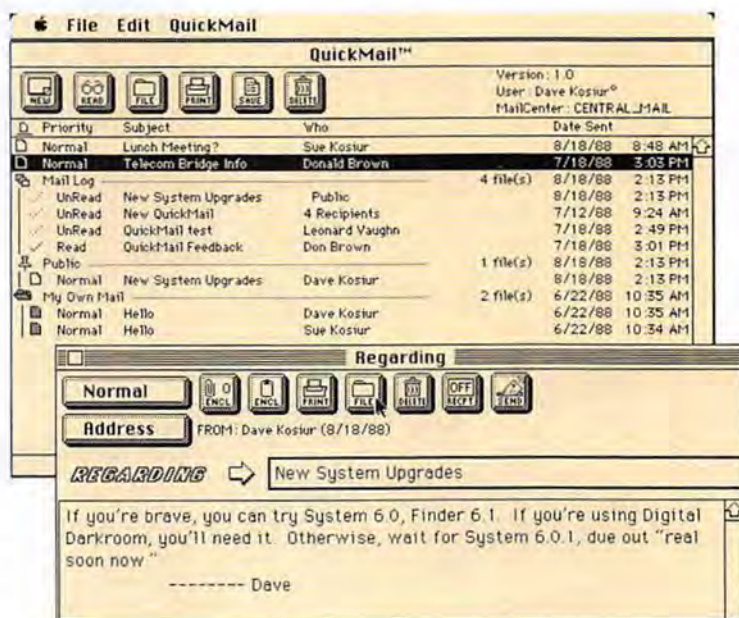 File Edit QuickMail
QuickMail™
NEW READ FILE PRINT SAVE DELETE
Version: 1.0
User: Dave Kosiur°
MailCenter: CENTRAL_MAIL
Priority Subject Who Date Sent
Normal Lunch Meeting? Sue Kosiur 8/18/88 8:48 AM
Normal Telecom Bridge Info Donald Brown 7/18/88 3:03 PM
Mail Log 4 file(s) 8/18/88 2:13 PM
UnRead New System Upgrades Public 8/18/88 2:13 PM
UnRead New QuickMail 4 Recipients 7/12/88 9:24 AM
UnRead QuickMail test Leonard Vaughn 7/18/88 2:49 PM
Read QuickMail Feedback Don Brown 7/18/88 3:01 PM
Public 1 file(s) 8/18/88 2:13 PM
Normal New System Upgrades Dave Kosiur 8/18/88 2:13 PM
My Own Mail 2 file(s) 6/22/88 10:35 AM
Normal Hello Dave Kosiur 6/22/88 10:35 AM
Normal Hello Sue Kosiur 6/22/88 10:34 AM
Regarding
Normal 0 ENCL ENCL PRINT FILE DELETE OFF RECPT SEND
Address FROM: Dave Kosiur (8/18/88)
REGARDING New System Upgrades
If you're brave, you can try System 6.0, Finder 6.1. If you're using Digital
Darkroom, you'll need it. Otherwise, wait for System 6.0.1, due out "real
soon now"
-------- Dave